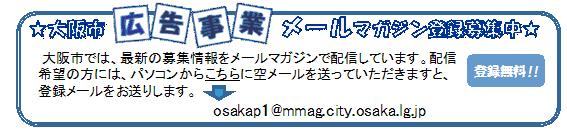 ☆大阪市 広告事業 メールマガジン登録募集中☆
大阪市では、最新の募集情報をメールマガジンで配信しています。配信
希望の方には、パソコンからこちらに空メールを送っていただきますと、
登録メールをお送りします。
登録無料!!
osakap1@mmag.city.osaka.lg.jp